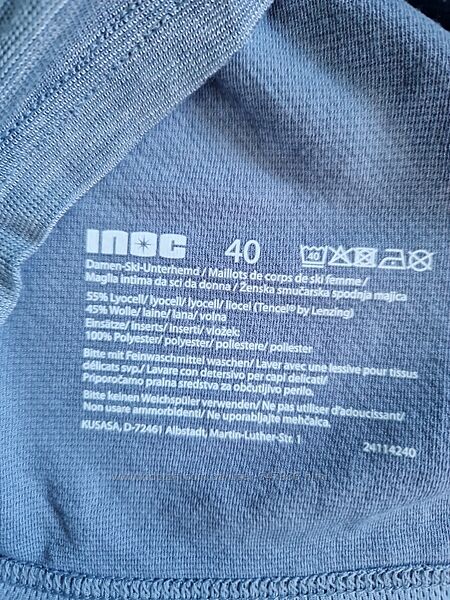 INOC 40 40
Damen-Ski-Unterhemd / Maillots de corps de ski femme /
Maglia intima da sci da donna / Ženska smučarska spodnja majica
55% Lyocell/ lyocell/ lyocell/ liocel (Tencel® by Lenzing)
45% Wolle/ laine/ lana/ volna
Einsätze/ Inserts/ Inserti/ vložek:
100% Polyester/ polyester/ poliestere/ poliester
Bitte mit Feinwaschmittel waschen/ Laver avec une lessive pour tissus
délicats svp./ Lavare con detersivo per capi delicati/
Priporočamo pralna sredstva za občutljivo perilo.
Bitte keinen Weichspüler verwenden/ Ne pas utiliser d'adoucissant/
Non usare ammorbidenti/ Ne uporabljajte mehčalca.
KUSASA, D-72461 Albstadt, Martin-Luther-Str. 1
24114240